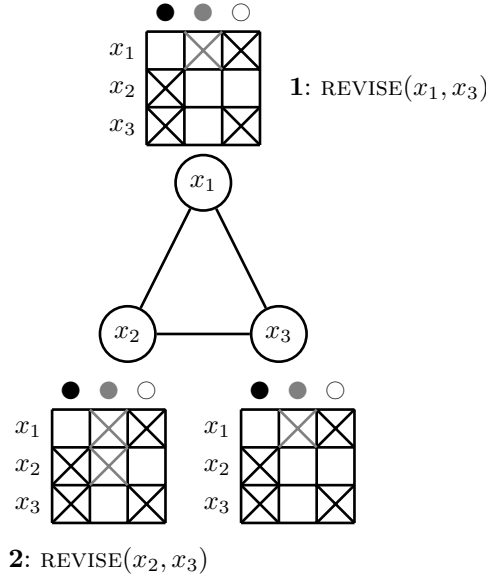 x₁
x₂ 1: REVISE(x₁, x₃)
x₃
x₁
x₂ x₃
x₁ x₁
x₂ x₂
x₃ x₃
2: REVISE(x₂, x₃)